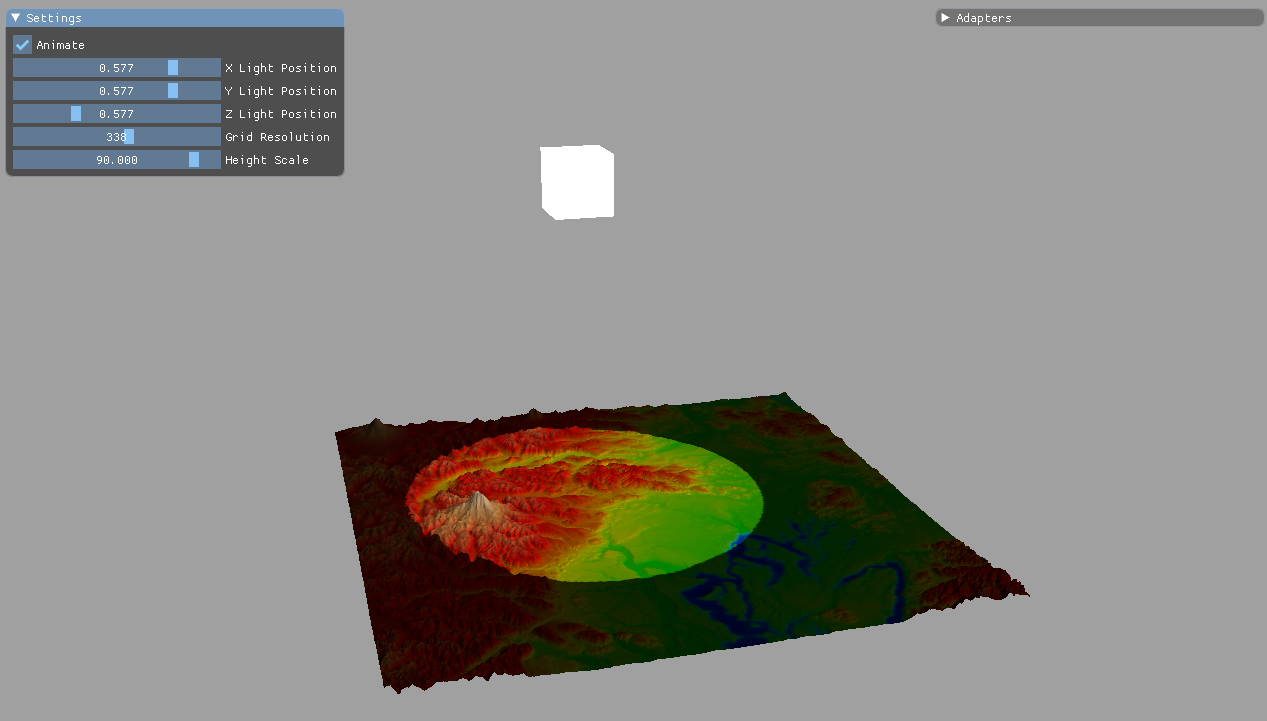 Settings
Adapters
Animate
0.577 X Light Position
0.577 Y Light Position
0.577 Z Light Position
338 Grid Resolution
90.000 Height Scale